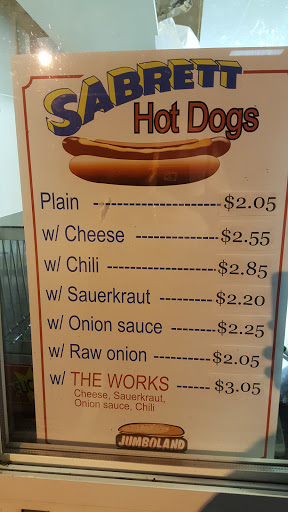 SABRETT
Hot Dogs
Plain -------------------- $2.05
w/ Cheese ---------------- $2.55
w/ Chili -------------------- $2.85
w/ Sauerkraut ----------- $2.20
w/ Onion sauce --------- $2.25
w/ Raw onion ----------- $2.05
w/ THE WORKS ------ $3.05
Cheese, Sauerkraut,
Onion sauce, Chili
JUMBOLAND